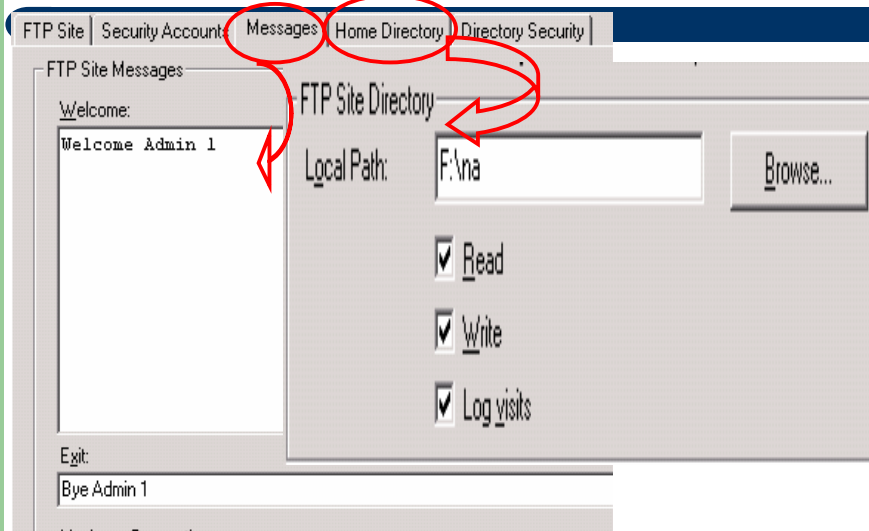 FTP Site Security Accounts Messages Home Directory Directory Security
FTP Site Messages
Welcome:
Welcome Admin 1
FTP Site Directory
Local Path: F:\na Browse...
Read
Write
Log visits
Exit:
Bye Admin 1